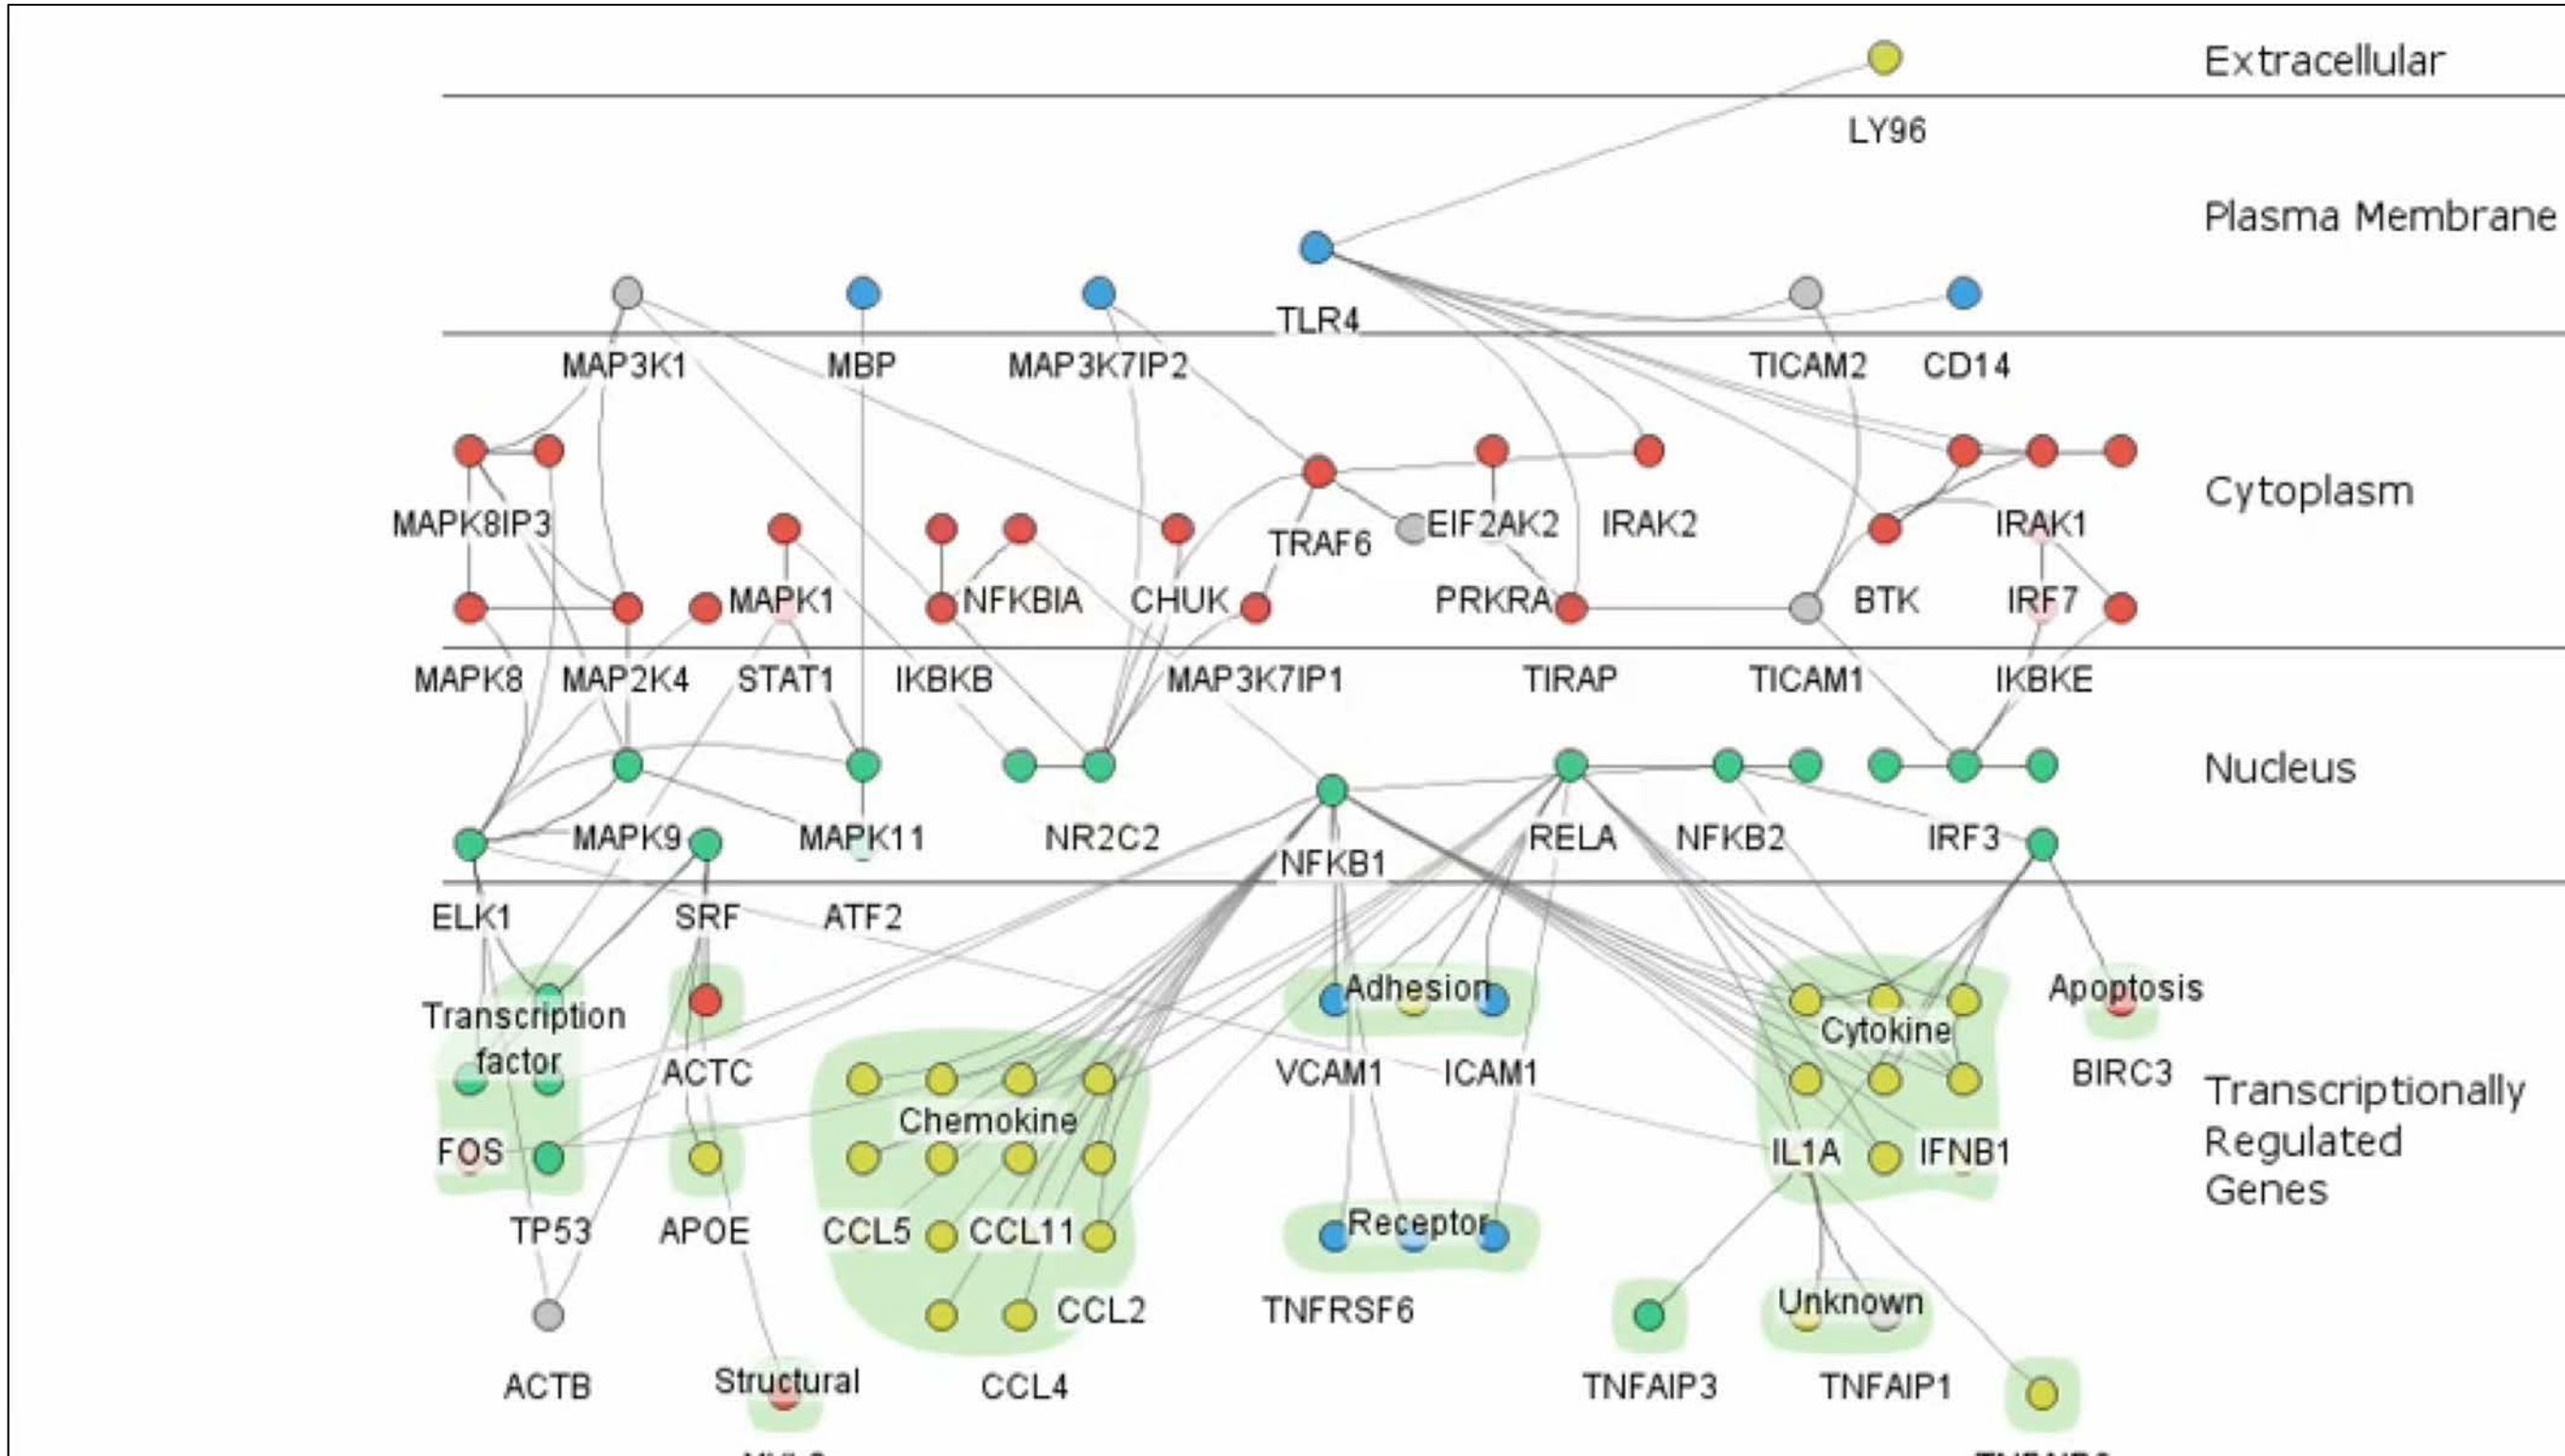 Extracellular
LY96
Plasma Membrane
TLR4
MAP3K1
MBP
MAP3K7IP2
TICAM2
CD14
Cytoplasm
MAPK8IP3
TRAF6
EIF2AK2
IRAK2
IRAK1
MAPK1
NFKBIA
CHUK
PRKRA
BTK
IRF7
MAPK8
MAP2K4
STAT1
IKBKB
MAP3K7IP1
TIRAP
TICAM1
IKBKE
Nucleus
MAPK9
MAPK11
NR2C2
NFKB1
RELA
NFKB2
IRF3
ELK1
SRF
ATF2
Transcription
factor
Adhesion
Cytokine
Apoptosis
ACTC
VCAM1
ICAM1
BIRC3
Chemokine
Transcriptionally
Regulated
Genes
FOS
IL1A
IFNB1
TP53
APOE
CCL5
CCL11
Receptor
CCL2
TNFRSF6
Unknown
ACTB
Structural
CCL4
TNFAIP3
TNFAIP1